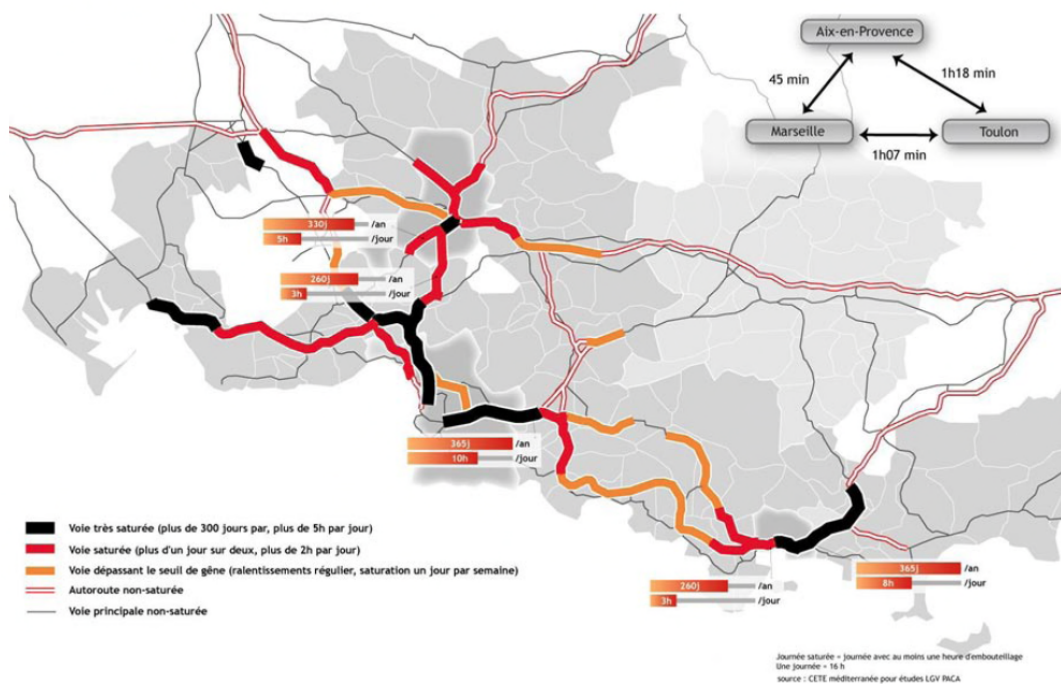 Aix-en-Provence
45 min
1h18 min
Marseille
Toulon
1h07 min
330j /an
5h /jour
260j /an
3h /jour
365j /an
10h /jour
Voie très saturée (plus de 300 jours par, plus de 5h par jour)
Voie saturée (plus d'un jour sur deux, plus de 2h par jour)
Voie dépassant le seuil de gêne (ralentissements régulier, saturation un jour par semaine)
Autoroute non-saturée
Voie principale non-saturée
365j /an
8h /jour
260j /an
3h /jour
Journée saturée = journée avec au moins une heure d'embouteillage
Une journée = 16 h
source : CETE méditerranée pour études LGV PACA